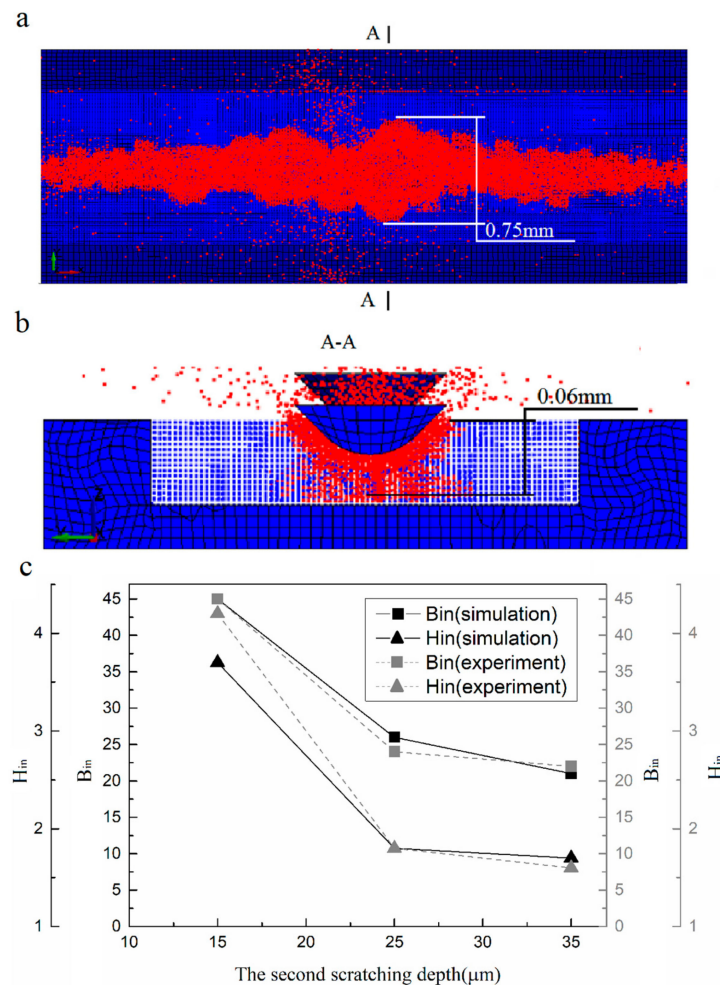 a
A
0.75mm
A
b
A-A
0.06mm
Z
c
Bin(simulation)
Hin(simulation)
Bin(experiment)
Hin(experiment)
4
3
2
1
Hin
45
40
35
30
25
20
15
10
5
0
Bin
45
40
35
30
25
20
15
10
5
0
Bin
4
3
2
1
Hin
10 15 20 25 30 35
The second scratching depth(μm)